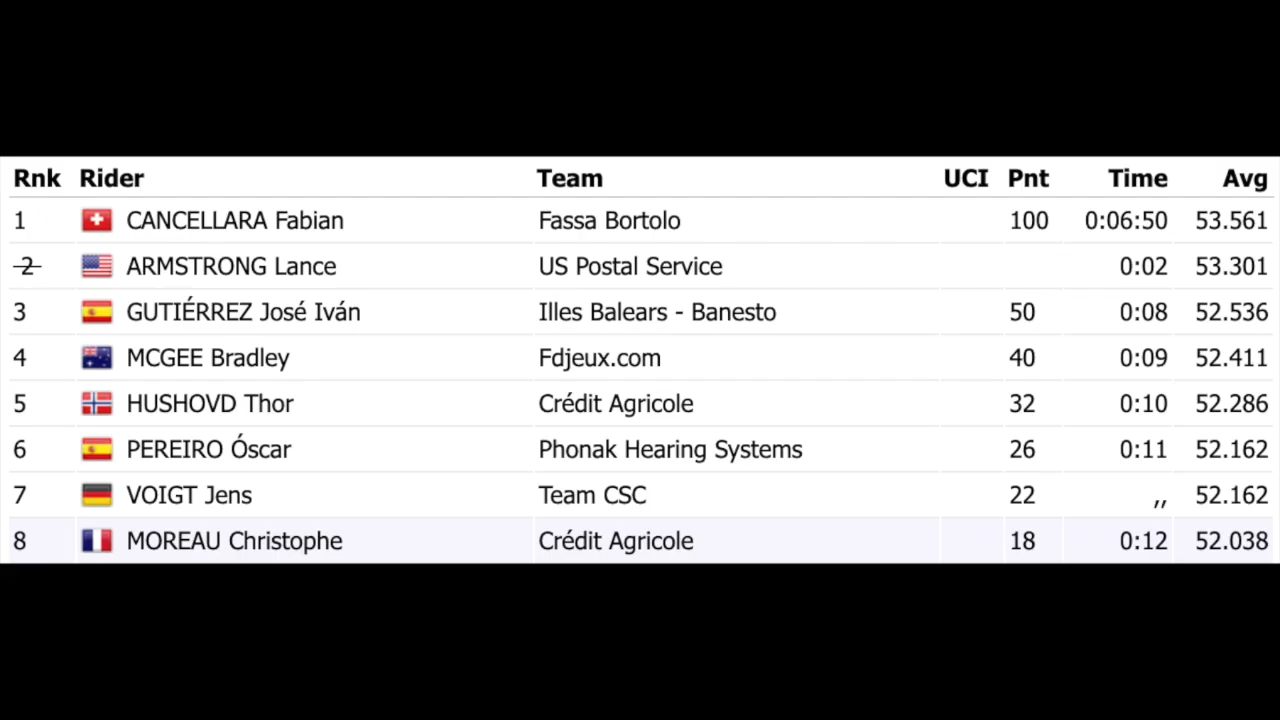 Rnk Rider Team UCI Pnt Time Avg
1 CANCELLARA Fabian Fassa Bortolo 100 0:06:50 53.561
2 ARMSTRONG Lance US Postal Service 0:02 53.301
3 GUTIÉRREZ José Iván Illes Balears - Banesto 50 0:08 52.536
4 MCGEE Bradley Fdjeux.com 40 0:09 52.411
5 HUSHOVD Thor Crédit Agricole 32 0:10 52.286
6 PEREIRO Óscar Phonak Hearing Systems 26 0:11 52.162
7 VOIGT Jens Team CSC 22 ,, 52.162
8 MOREAU Christophe Crédit Agricole 18 0:12 52.038